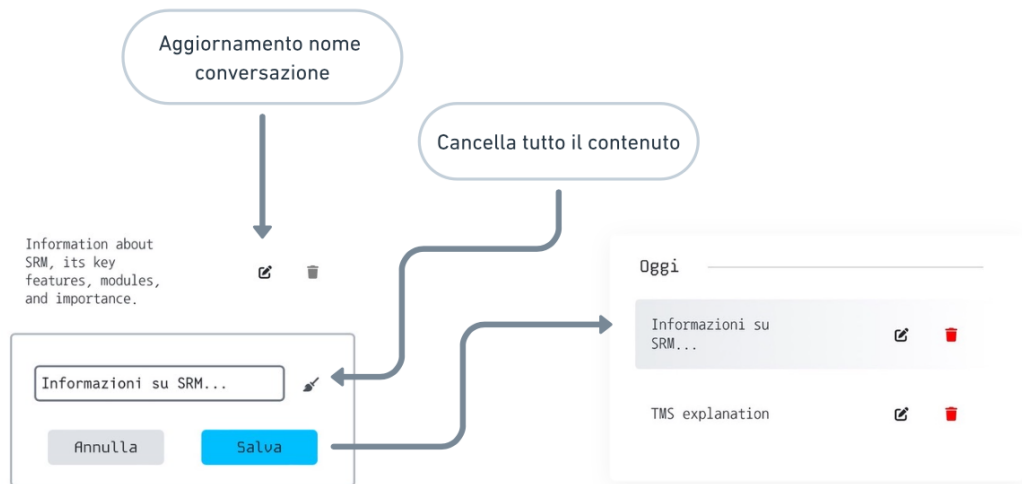 Aggiornamento nome
conversazione
Cancella tutto il contenuto
Information about
SRM, its key
features, modules,
and importance.
Informazioni su SRM...
Annulla
Salva
Oggi
Informazioni su
SRM...
TMS explanation